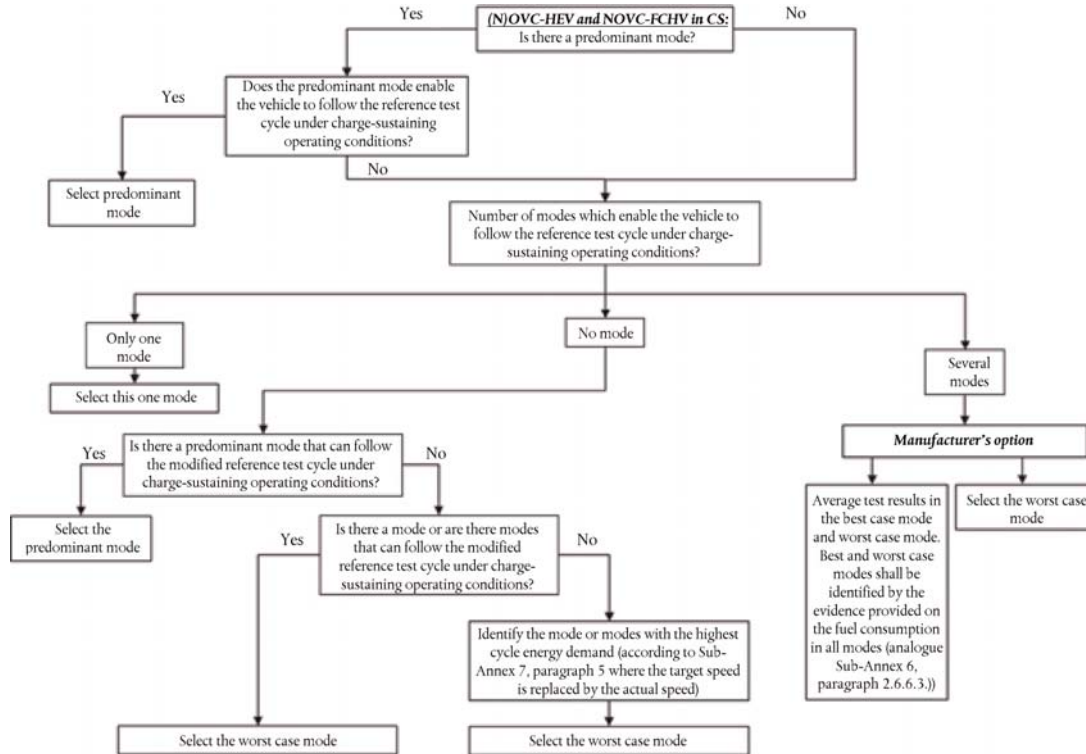 Yes
(N)OVC-HEV and NOVC-FCHV in CS:
Is there a predominant mode?
No
Does the predominant mode enable
the vehicle to follow the reference test
cycle under charge-sustaining
operating conditions?
Yes
No
Select predominant
mode
Number of modes which enable the vehicle to
follow the reference test cycle under charge-
sustaining operating conditions?
Only one
mode
Select this one mode
No mode
Several
modes
Manufacturer's option
Average test results in
the best case mode
and worst case mode.
Best and worst case
modes shall be
identified by the
evidence provided on
the fuel consumption
in all modes (analogue
Sub-Annex 6,
paragraph 2.6.6.3.))
Select the worst case
mode
Yes
Is there a predominant mode that can follow
the modified reference test cycle under
charge-sustaining operating conditions?
No
Select the
predominant mode
Yes
Is there a mode or are there modes
that can follow the modified
reference test cycle under charge-
sustaining operating conditions?
No
Identify the mode or modes with the highest
cycle energy demand (according to Sub-
Annex 7, paragraph 5 where the target speed
is replaced by the actual speed)
Select the worst case mode
Select the worst case mode